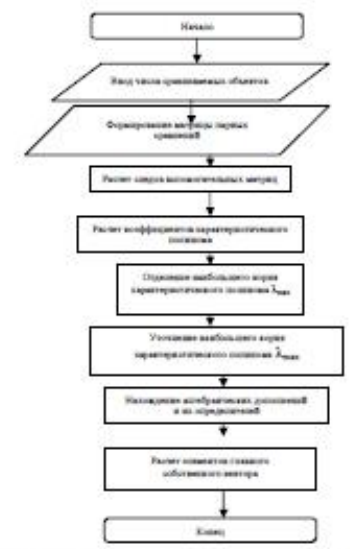 Начало
Ввод числа сравниваемых объектов
Формирование матрицы парных
сравнений
Расчет следов вспомогательных матриц
Расчет коэффициентов характеристического
полинома
Отделение наибольшего корня
характеристического полинома λmax
Уточнение наибольшего корня
характеристического полинома λmax
Нахождение алгебраических дополнений
и их определителей
Расчет элементов главного
собственного вектора
Конец